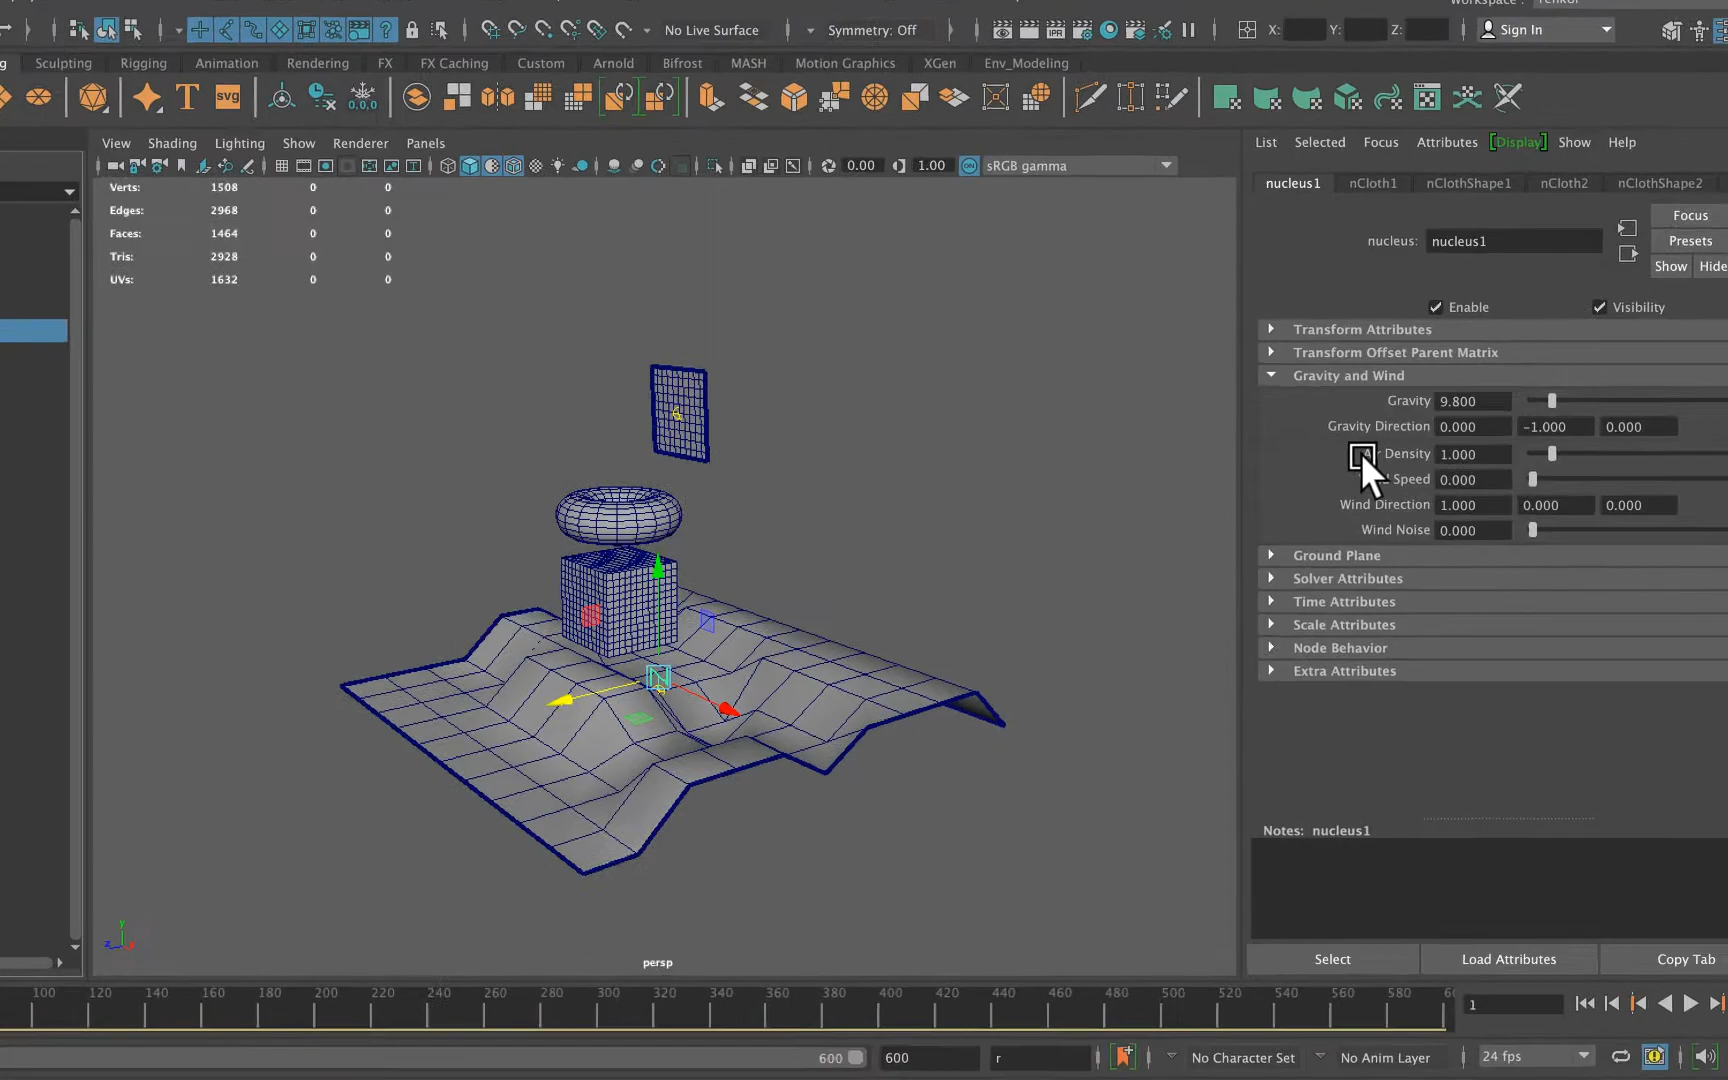 Workspace :
No Live Surface
Symmetry: Off
X:
Y:
Z:
Sign In
Sculpting
Rigging
Animation
Rendering
FX
FX Caching
Custom
Arnold
Bifrost
MASH
Motion Graphics
XGen
Env_Modeling
T
svg
0,0,0
IPR
View
Shading
Lighting
Show
Renderer
Panels
0.00
1.00
ON
sRGB gamma
Verts: 1508 0 0
Edges: 2968 0 0
Faces: 1464 0 0
Tris: 2928 0 0
UVs: 1632 0 0
N
y
z
x
persp
List
Selected
Focus
Attributes
Display
Show
Help
nucleus1
nCloth1
nClothShape1
nCloth2
nClothShape2
nucleus: nucleus1
Focus
Presets
Show
Hide
Enable
Visibility
Transform Attributes
Transform Offset Parent Matrix
Gravity and Wind
Gravity 9.800
Gravity Direction 0.000 -1.000 0.000
Density 1.000
Speed 0.000
Wind Direction 1.000 0.000 0.000
Wind Noise 0.000
Ground Plane
Solver Attributes
Time Attributes
Scale Attributes
Node Behavior
Extra Attributes
Notes: nucleus1
Select
Load Attributes
Copy Tab
100 120 140 160 180 200 220 240 260 280 300 320 340 360 380 400 420 440 460 480 500 520 540 560 580
1
600
600
r
No Character Set
No Anim Layer
24 fps